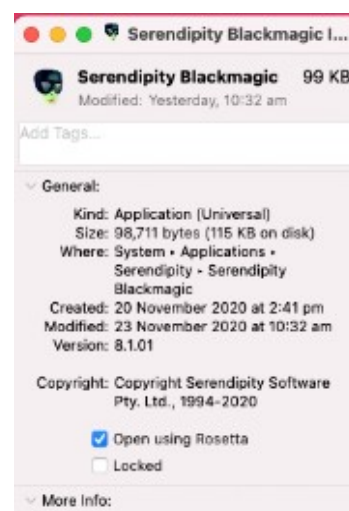 Serendipity Blackmagic I...
Serendipity Blackmagic 99 KB
Modified: Yesterday, 10:32 am
Add Tags...
General:
Kind: Application (Universal)
Size: 98,711 bytes (115 KB on disk)
Where: System • Applications •
Serendipity • Serendipity
Blackmagic
Created: 20 November 2020 at 2:41 pm
Modified: 23 November 2020 at 10:32 am
Version: 8.1.01
Copyright: Copyright Serendipity Software
Pty. Ltd., 1994-2020
Open using Rosetta
Locked
More Info: